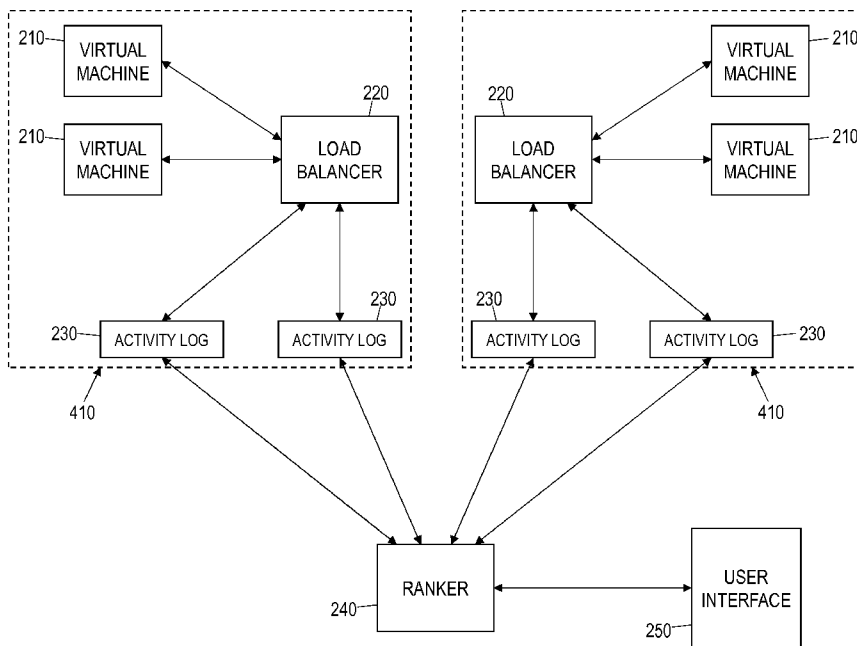 210
VIRTUAL
MACHINE
210
VIRTUAL
MACHINE
220
LOAD
BALANCER
230
ACTIVITY LOG
230
ACTIVITY LOG
410
VIRTUAL
MACHINE
210
VIRTUAL
MACHINE
210
220
LOAD
BALANCER
230
ACTIVITY LOG
ACTIVITY LOG
230
410
RANKER
240
USER
INTERFACE
250